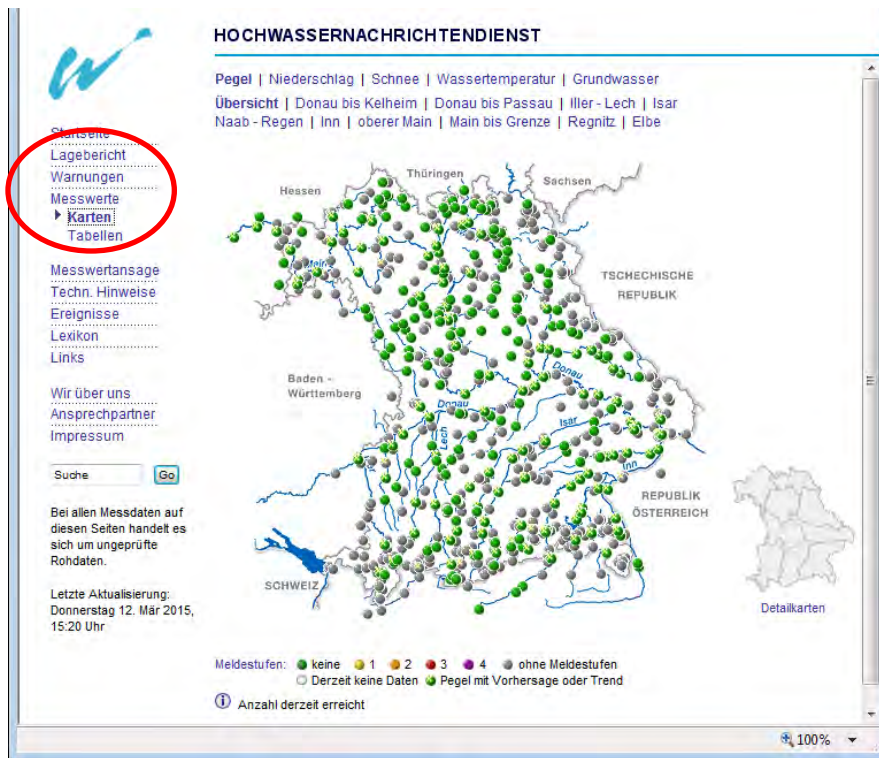 HOCHWASSERNACHRICHTENDIENST
Pegel | Niederschlag | Schnee | Wassertemperatur | Grundwasser
Übersicht | Donau bis Kelheim | Donau bis Passau | Iller - Lech | Isar
Naab - Regen | Inn | oberer Main | Main bis Grenze | Regnitz | Elbe
Startseite
Lagebericht
Warnungen
Messwerte
Karten
Tabellen
Messwertansage
Techn. Hinweise
Ereignisse
Lexikon
Links
Wir über uns
Ansprechpartner
Impressum
Suche Go
Bei allen Messdaten auf
diesen Seiten handelt es
sich um ungeprüfte
Rohdaten.
Letzte Aktualisierung:
Donnerstag 12. Mär 2015,
15:20 Uhr
Thüringen
Hessen
Sachsen
Main
TSCHECHISCHE
REPUBLIK
Baden -
Württemberg
Donau
Donau
Isar
Lech
Inn
REPUBLIK
ÖSTERREICH
SCHWEIZ
Detailkarten
Meldestufen: keine 1 2 3 4 ohne Meldestufen
Derzeit keine Daten Pegel mit Vorhersage oder Trend
i Anzahl derzeit erreicht
100%